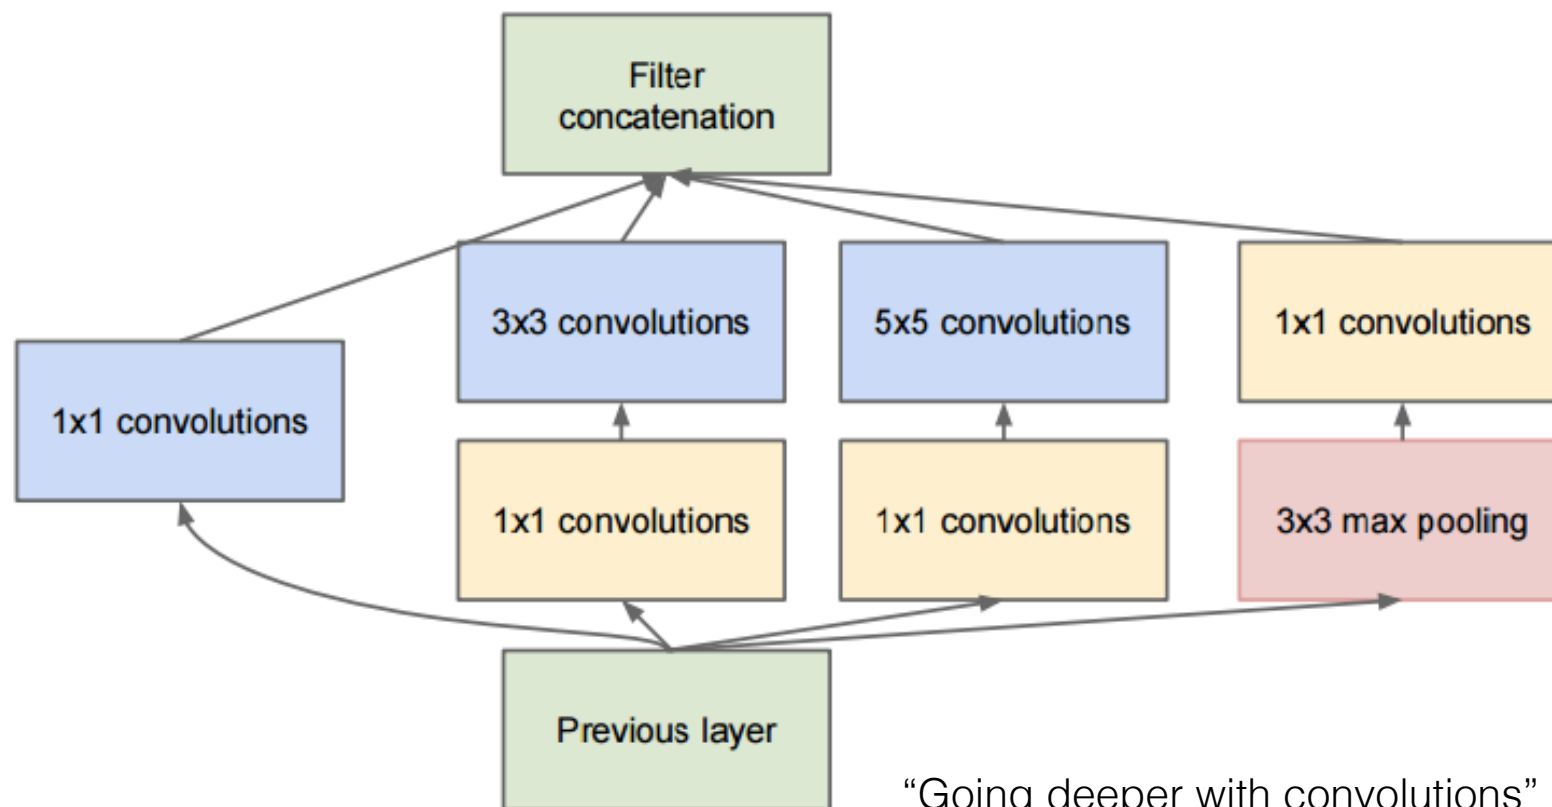 Filter
concatenation
3x3 convolutions
5x5 convolutions
1x1 convolutions
1x1 convolutions
1x1 convolutions
1x1 convolutions
3x3 max pooling
Previous layer
“Going deeper with convolutions”